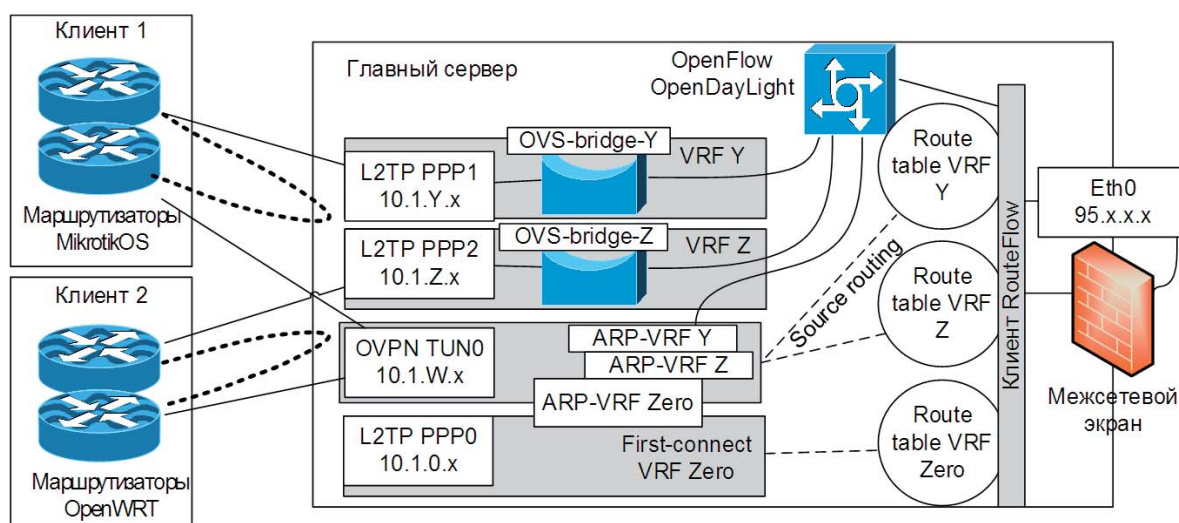 Клиент 1
Маршрутизаторы
MikrotikOS
Клиент 2
Маршрутизаторы
OpenWRT
Главный сервер
OpenFlow
OpenDayLight
OVS-bridge-Y
VRF Y
L2TP PPP1
10.1.Y.x
OVS-bridge-Z
VRF Z
L2TP PPP2
10.1.Z.x
OVPN TUN0
10.1.W.x
ARP-VRF Y
ARP-VRF Z
ARP-VRF Zero
L2TP PPP0
10.1.0.x
First-connect
VRF Zero
Source routing
Route
table VRF
Y
Route
table VRF
Z
Route
table VRF
Zero
Клиент RouteFlow
Eth0
95.x.x.x
Межсетевой
экран